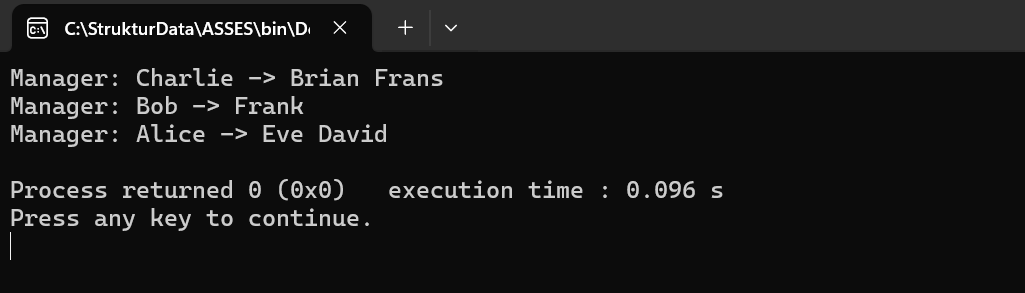 C:\StrukturData\ASSES\bin\De
Manager: Charlie -> Brian Frans
Manager: Bob -> Frank
Manager: Alice -> Eve David
Process returned 0 (0x0)   execution time : 0.096 s
Press any key to continue.